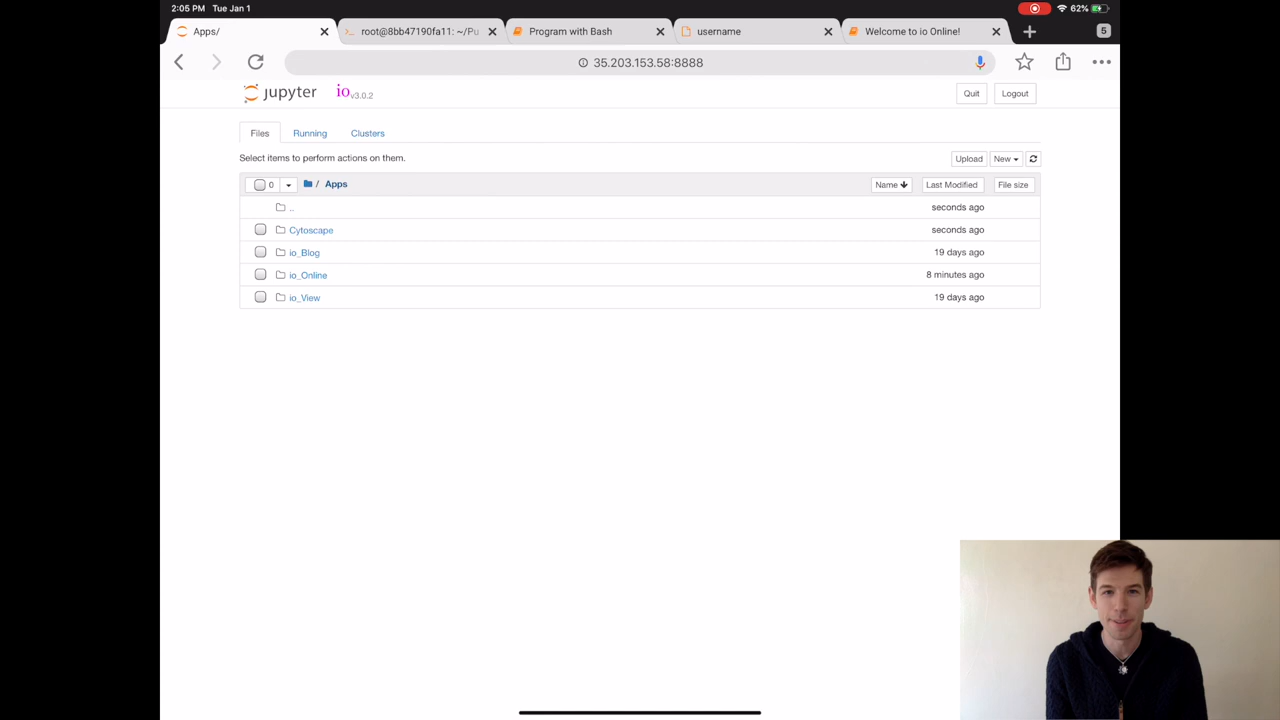 2:05 PM Tue Jan 1 62%
Apps/ root@8bb47190fa11: ~/Pu Program with Bash username Welcome to io Online! 5
35.203.153.58:8888
jupyter io v3.0.2 Quit Logout
Files Running Clusters
Select items to perform actions on them. Upload New
0 / Apps Name Last Modified File size
.. seconds ago
Cytoscape seconds ago
io_Blog 19 days ago
io_Online 8 minutes ago
io_View 19 days ago